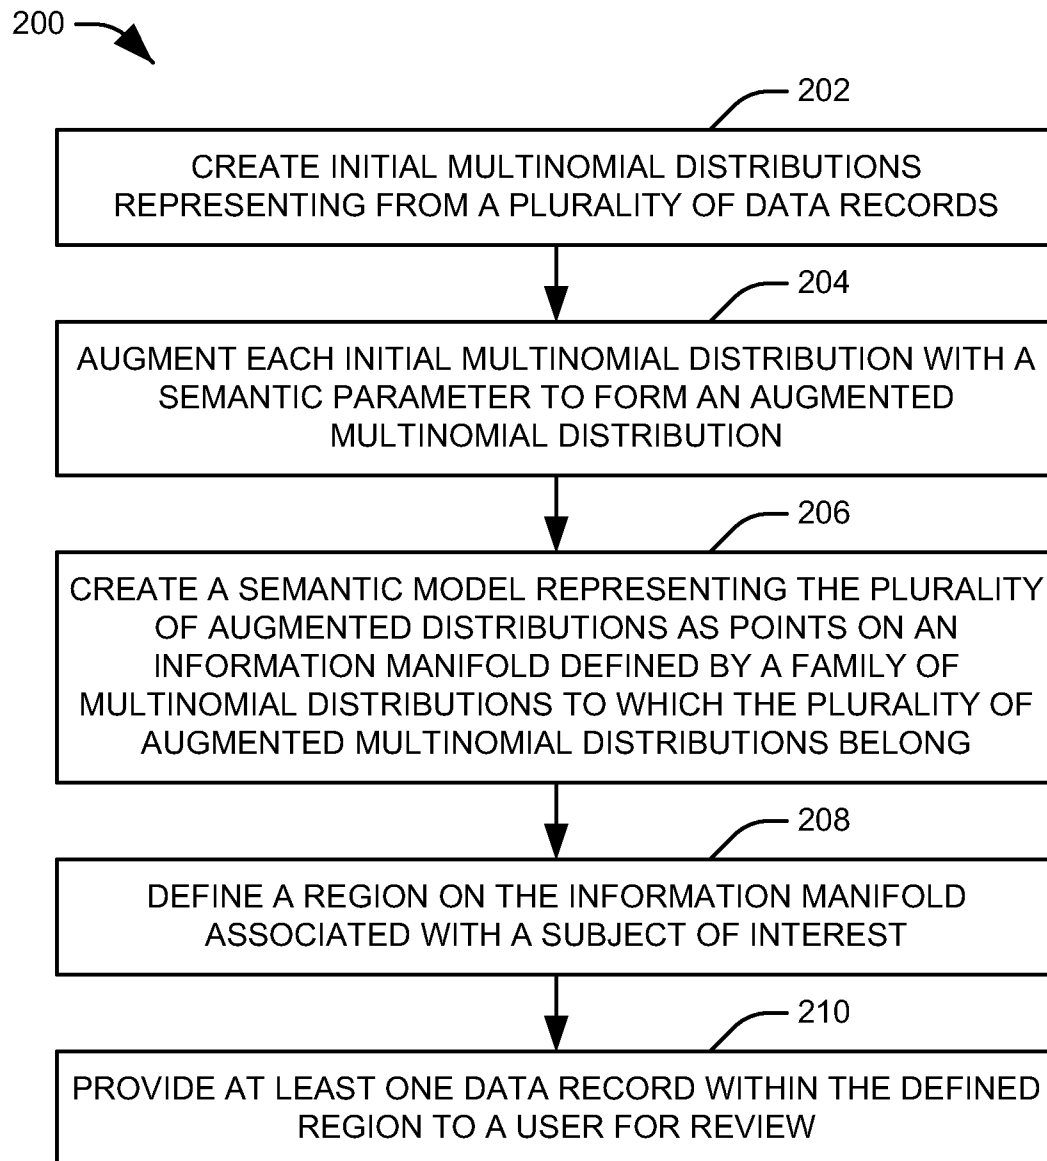 200
202
CREATE INITIAL MULTINOMIAL DISTRIBUTIONS
REPRESENTING FROM A PLURALITY OF DATA RECORDS
204
AUGMENT EACH INITIAL MULTINOMIAL DISTRIBUTION WITH A
SEMANTIC PARAMETER TO FORM AN AUGMENTED
MULTINOMIAL DISTRIBUTION
206
CREATE A SEMANTIC MODEL REPRESENTING THE PLURALITY
OF AUGMENTED DISTRIBUTIONS AS POINTS ON AN
INFORMATION MANIFOLD DEFINED BY A FAMILY OF
MULTINOMIAL DISTRIBUTIONS TO WHICH THE PLURALITY OF
AUGMENTED MULTINOMIAL DISTRIBUTIONS BELONG
208
DEFINE A REGION ON THE INFORMATION MANIFOLD
ASSOCIATED WITH A SUBJECT OF INTEREST
210
PROVIDE AT LEAST ONE DATA RECORD WITHIN THE DEFINED
REGION TO A USER FOR REVIEW